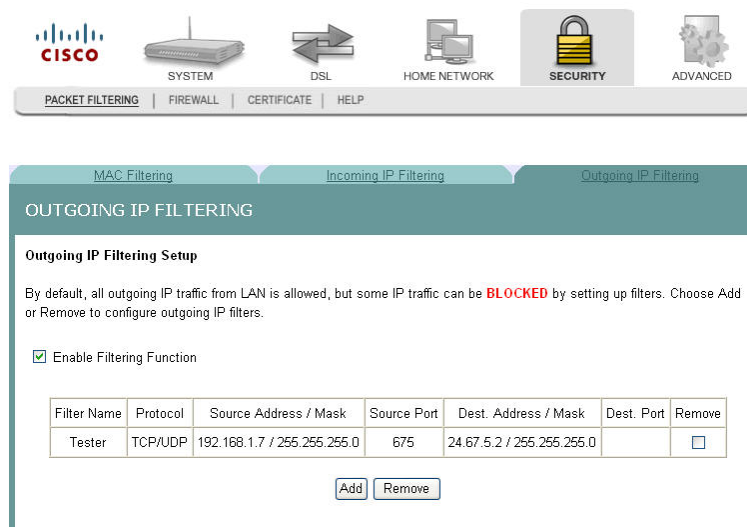 CISCO
SYSTEM DSL HOME NETWORK SECURITY ADVANCED
PACKET FILTERING | FIREWALL | CERTIFICATE | HELP
MAC Filtering Incoming IP Filtering Outgoing IP Filtering
OUTGOING IP FILTERING
Outgoing IP Filtering Setup
By default, all outgoing IP traffic from LAN is allowed, but some IP traffic can be BLOCKED by setting up filters. Choose Add
or Remove to configure outgoing IP filters.
Enable Filtering Function
Filter Name Protocol Source Address / Mask Source Port Dest. Address / Mask Dest. Port Remove
Tester TCP/UDP 192.168.1.7 / 255.255.255.0 675 24.67.5.2 / 255.255.255.0
Add Remove